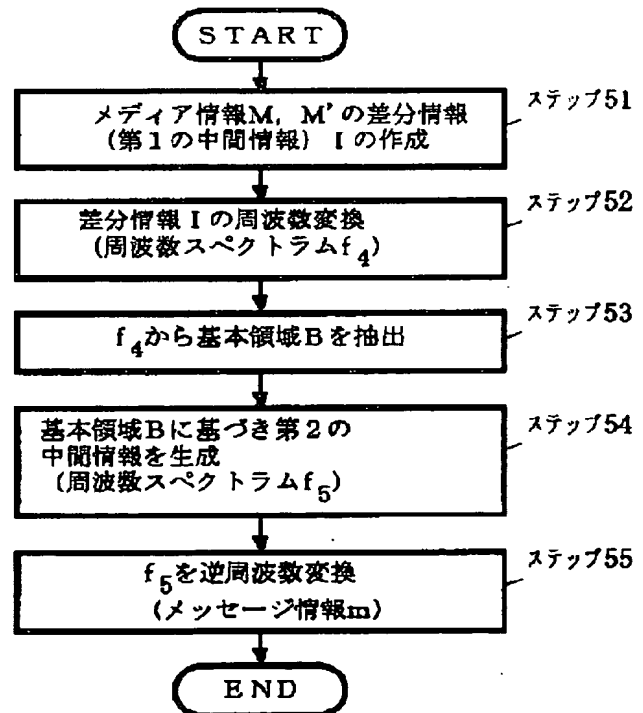 START
ステップ51
メディア情報M, M'の差分情報
(第1の中間情報) Iの作成
ステップ52
差分情報Iの周波数変換
(周波数スペクトラムf4)
ステップ53
f4から基本領域Bを抽出
ステップ54
基本領域Bに基づき第2の
中間情報を生成
(周波数スペクトラムf5)
ステップ55
f5を逆周波数変換
(メッセージ情報m)
END